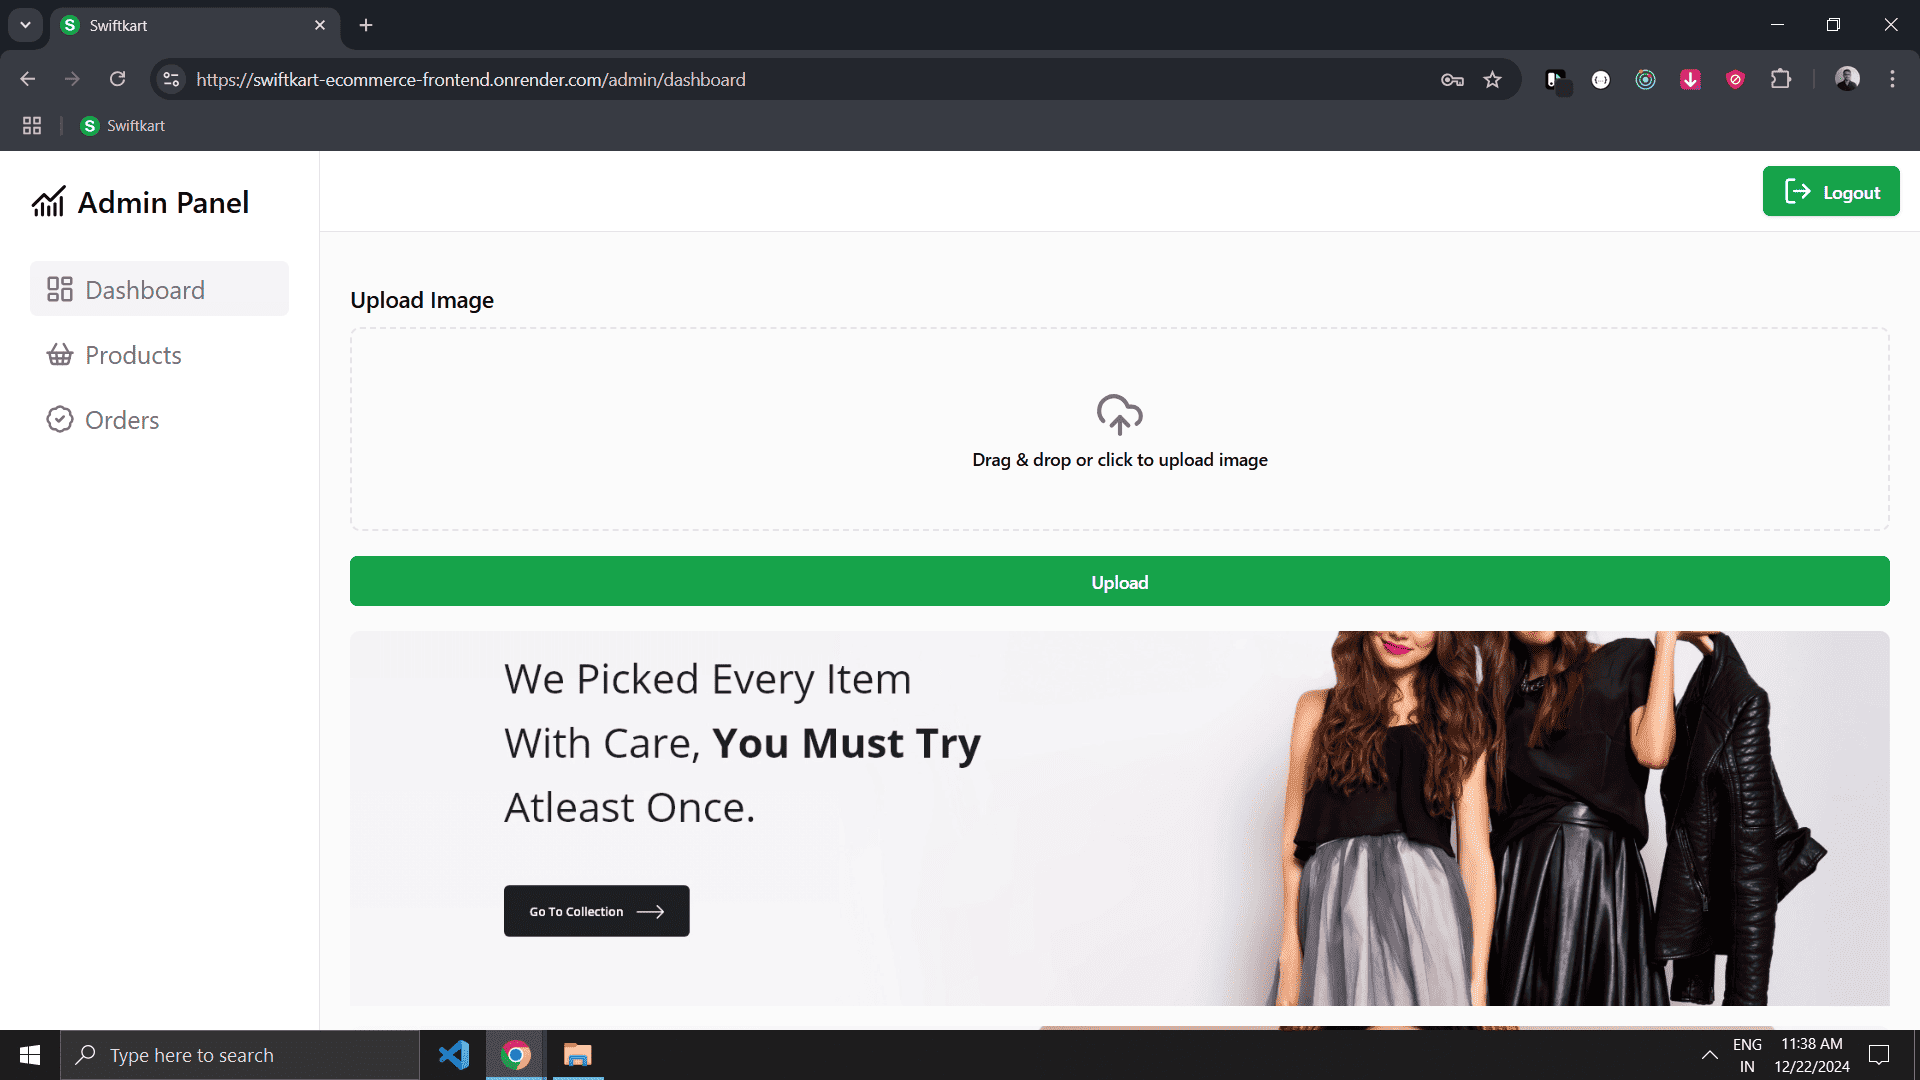 Swiftkart
https://swiftkart-ecommerce-frontend.onrender.com/admin/dashboard
Swiftkart
Admin Panel
Logout
Dashboard
Products
Orders
Upload Image
Drag & drop or click to upload image
Upload
We Picked Every Item
With Care, You Must Try
Atleast Once.
Go To Collection
Type here to search
ENG
IN
11:38 AM
12/22/2024